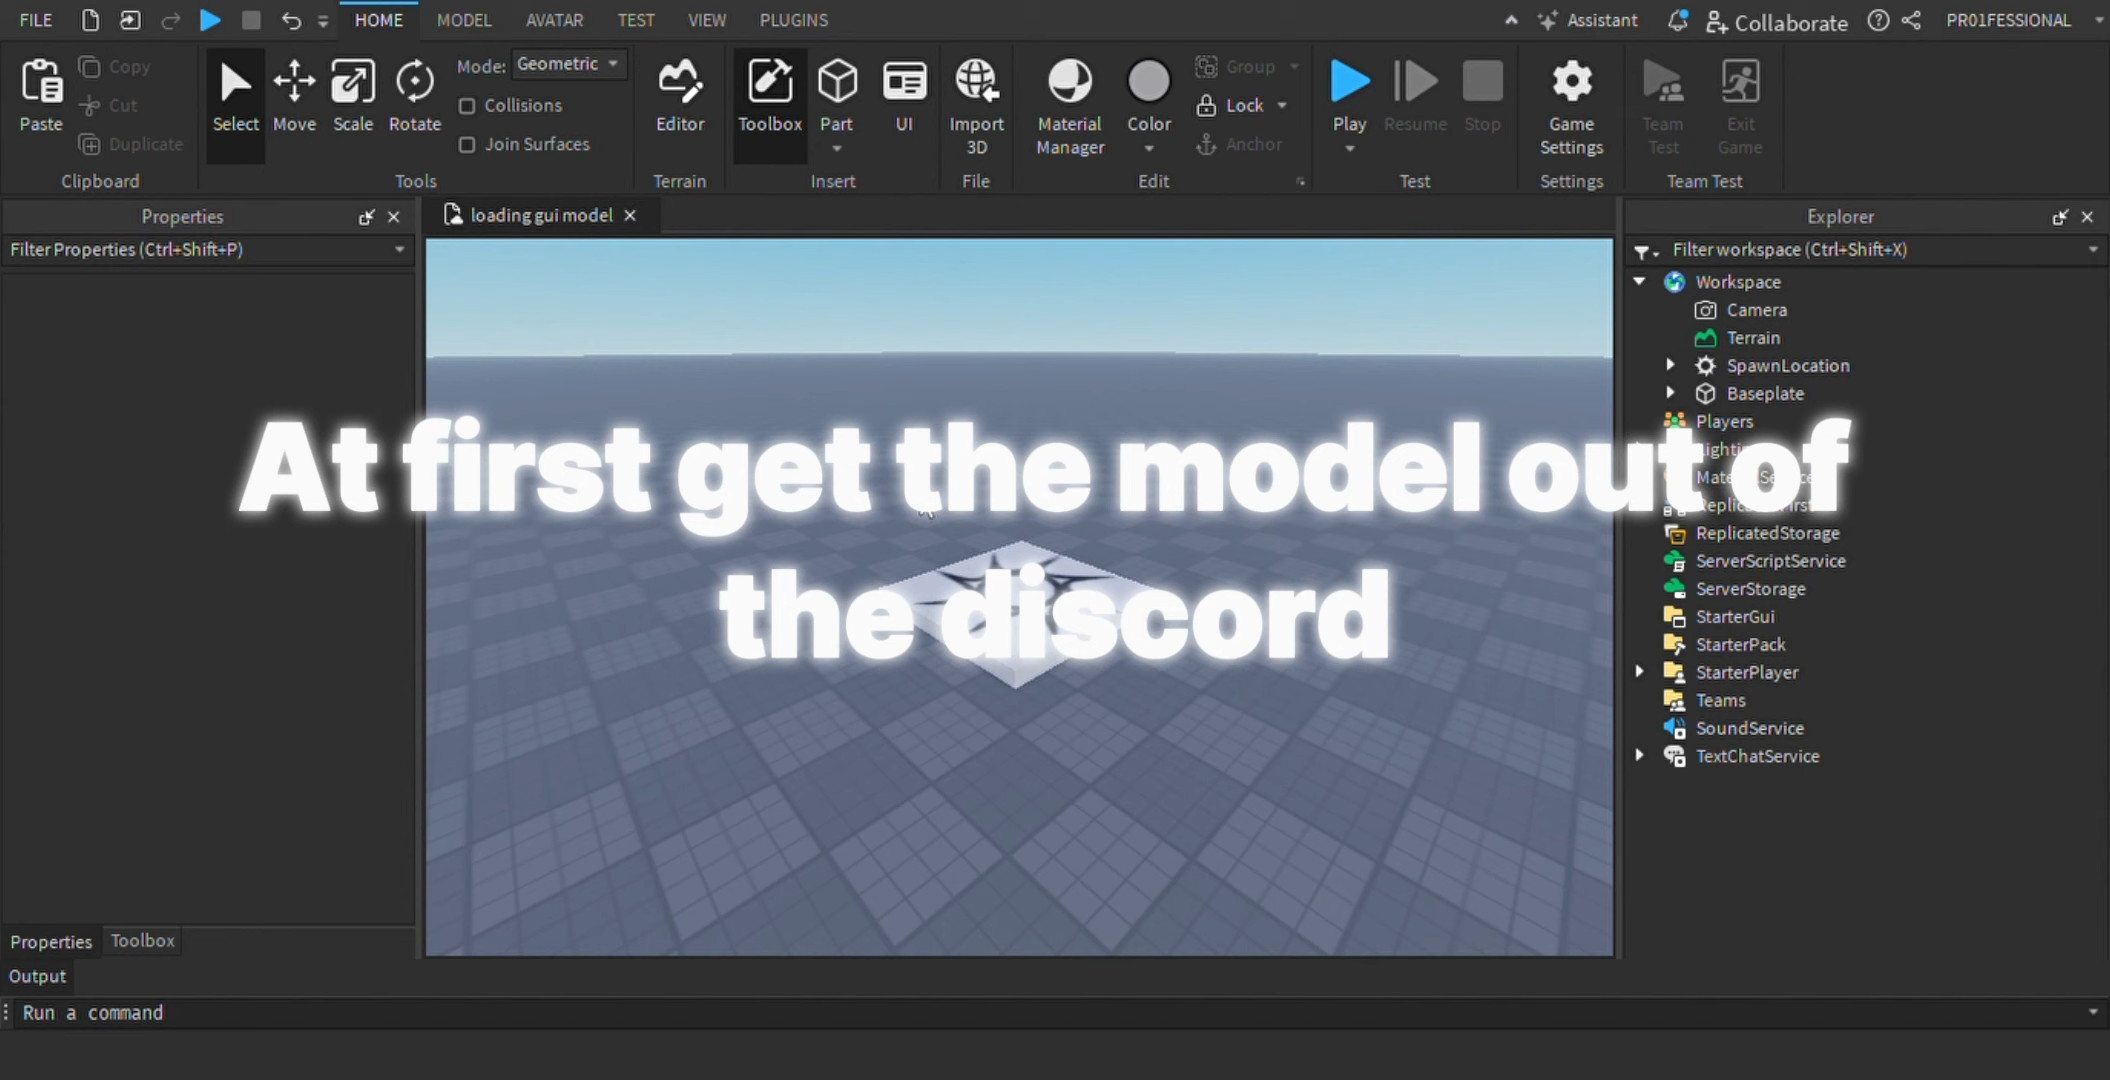 FILE HOME MODEL AVATAR TEST VIEW PLUGINS Assistant Collaborate PR01FESSIONAL
Paste
Copy
Cut
Duplicate
Clipboard
Select Move Scale Rotate
Mode: Geometric
Collisions
Join Surfaces
Tools
Editor
Terrain
Toolbox Part UI
Insert
Import
3D
File
Material
Manager
Color
Group
Lock
Anchor
Edit
Play Resume Stop
Test
Game
Settings
Settings
Team
Test
Exit
Game
Team Test
Properties
Filter Properties (Ctrl+Shift+P)
loading gui model
Explorer
Filter workspace (Ctrl+Shift+X)
Workspace
Camera
Terrain
SpawnLocation
Baseplate
Players
At first get the model out of
the discord
ReplicatedStorage
ServerScriptService
ServerStorage
StarterGui
StarterPack
StarterPlayer
Teams
SoundService
TextChatService
Properties Toolbox
Output
Run a command